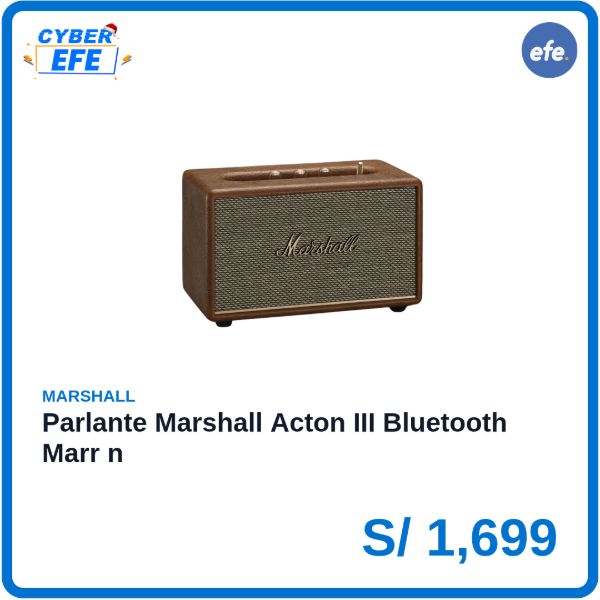 CYBER
EFE
efe.
Marshall
MARSHALL
Parlante Marshall Acton III Bluetooth
Marr n
S/ 1,699